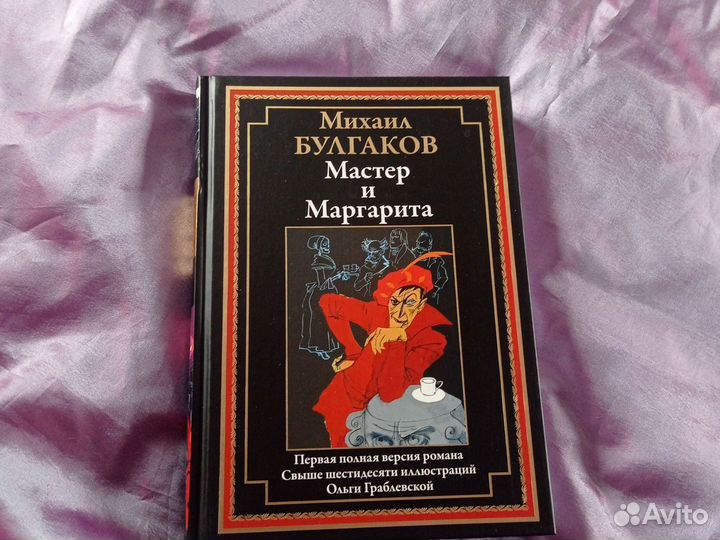 Михаил
БУЛГАКОВ
Мастер
и
Маргарита
Первая полная версия романа
Свыше шестидесяти иллюстраций
Ольги Граблевской
Avito